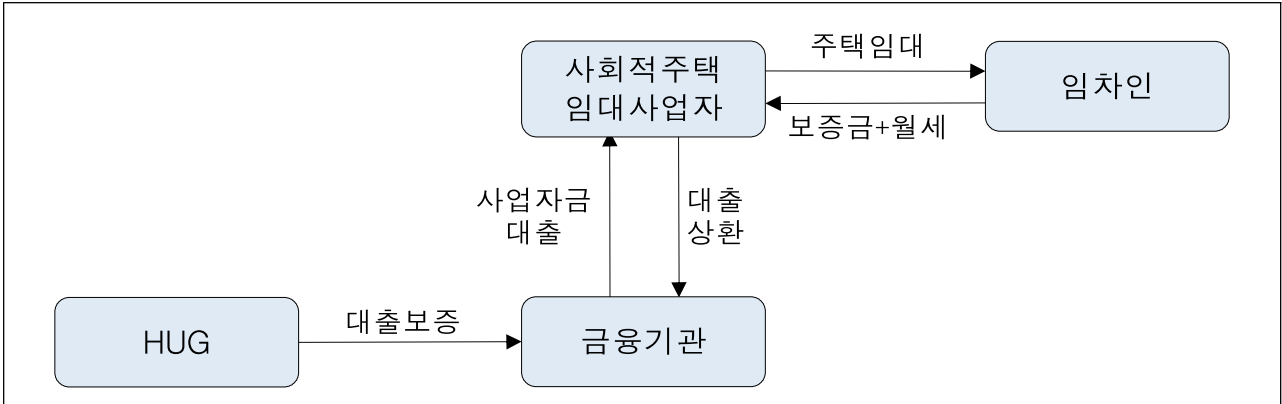 사회적주택
임대사업자
주택임대
임차인
보증금+월세
사업자금
대출
대출
상환
HUG
대출보증
금융기관